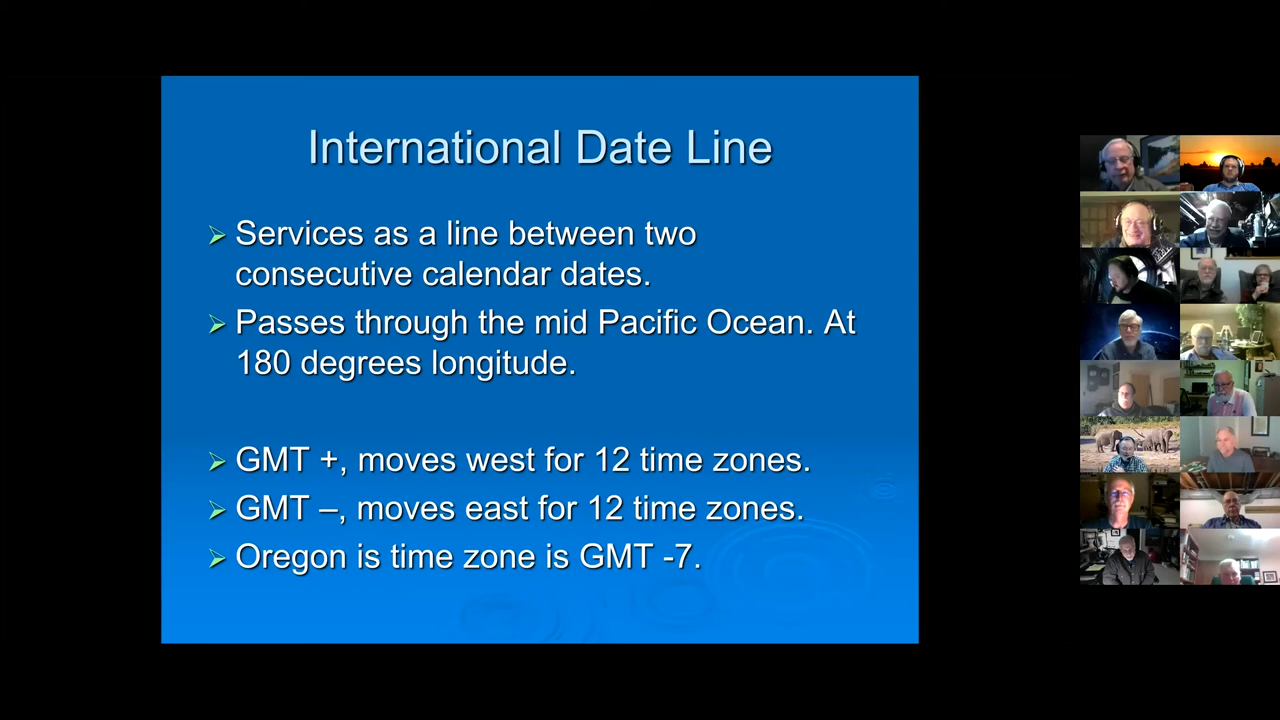 International Date Line
Services as a line between two
consecutive calendar dates.
Passes through the mid Pacific Ocean. At
180 degrees longitude.
GMT +, moves west for 12 time zones.
GMT –, moves east for 12 time zones.
Oregon is time zone is GMT -7.